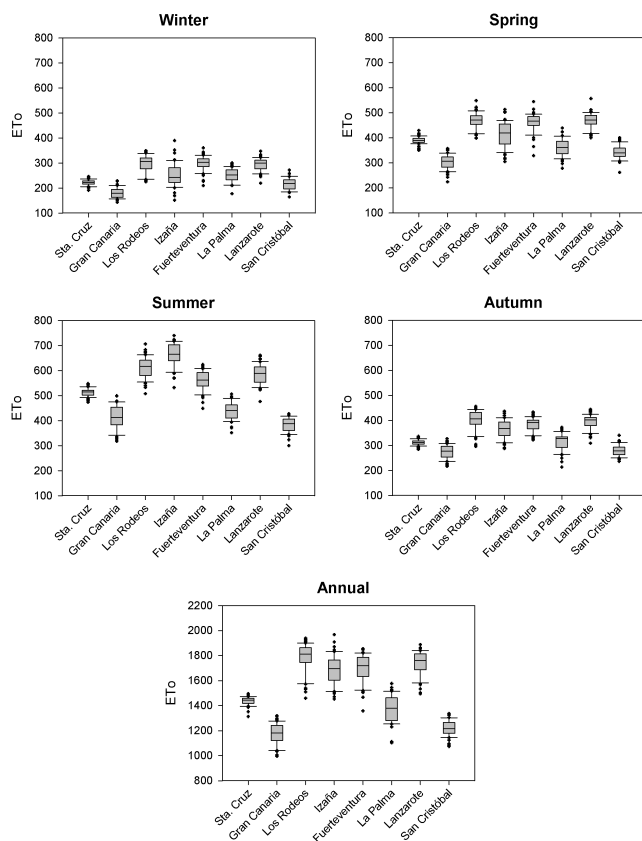 Winter
800
700
600
500
400
300
200
100
ETo
Sta. Cruz
Gran Canaria
Los Rodeos
Izaña
Fuerteventura
La Palma
Lanzarote
San Cristóbal
Spring
800
700
600
500
400
300
200
100
ETo
Sta. Cruz
Gran Canaria
Los Rodeos
Izaña
Fuerteventura
La Palma
Lanzarote
San Cristóbal
Summer
800
700
600
500
400
300
200
100
ETo
Sta. Cruz
Gran Canaria
Los Rodeos
Izaña
Fuerteventura
La Palma
Lanzarote
San Cristóbal
Autumn
800
700
600
500
400
300
200
100
ETo
Sta. Cruz
Gran Canaria
Los Rodeos
Izaña
Fuerteventura
La Palma
Lanzarote
San Cristóbal
Annual
2200
2000
1800
1600
1400
1200
1000
800
ETo
Sta. Cruz
Gran Canaria
Los Rodeos
Izaña
Fuerteventura
La Palma
Lanzarote
San Cristóbal